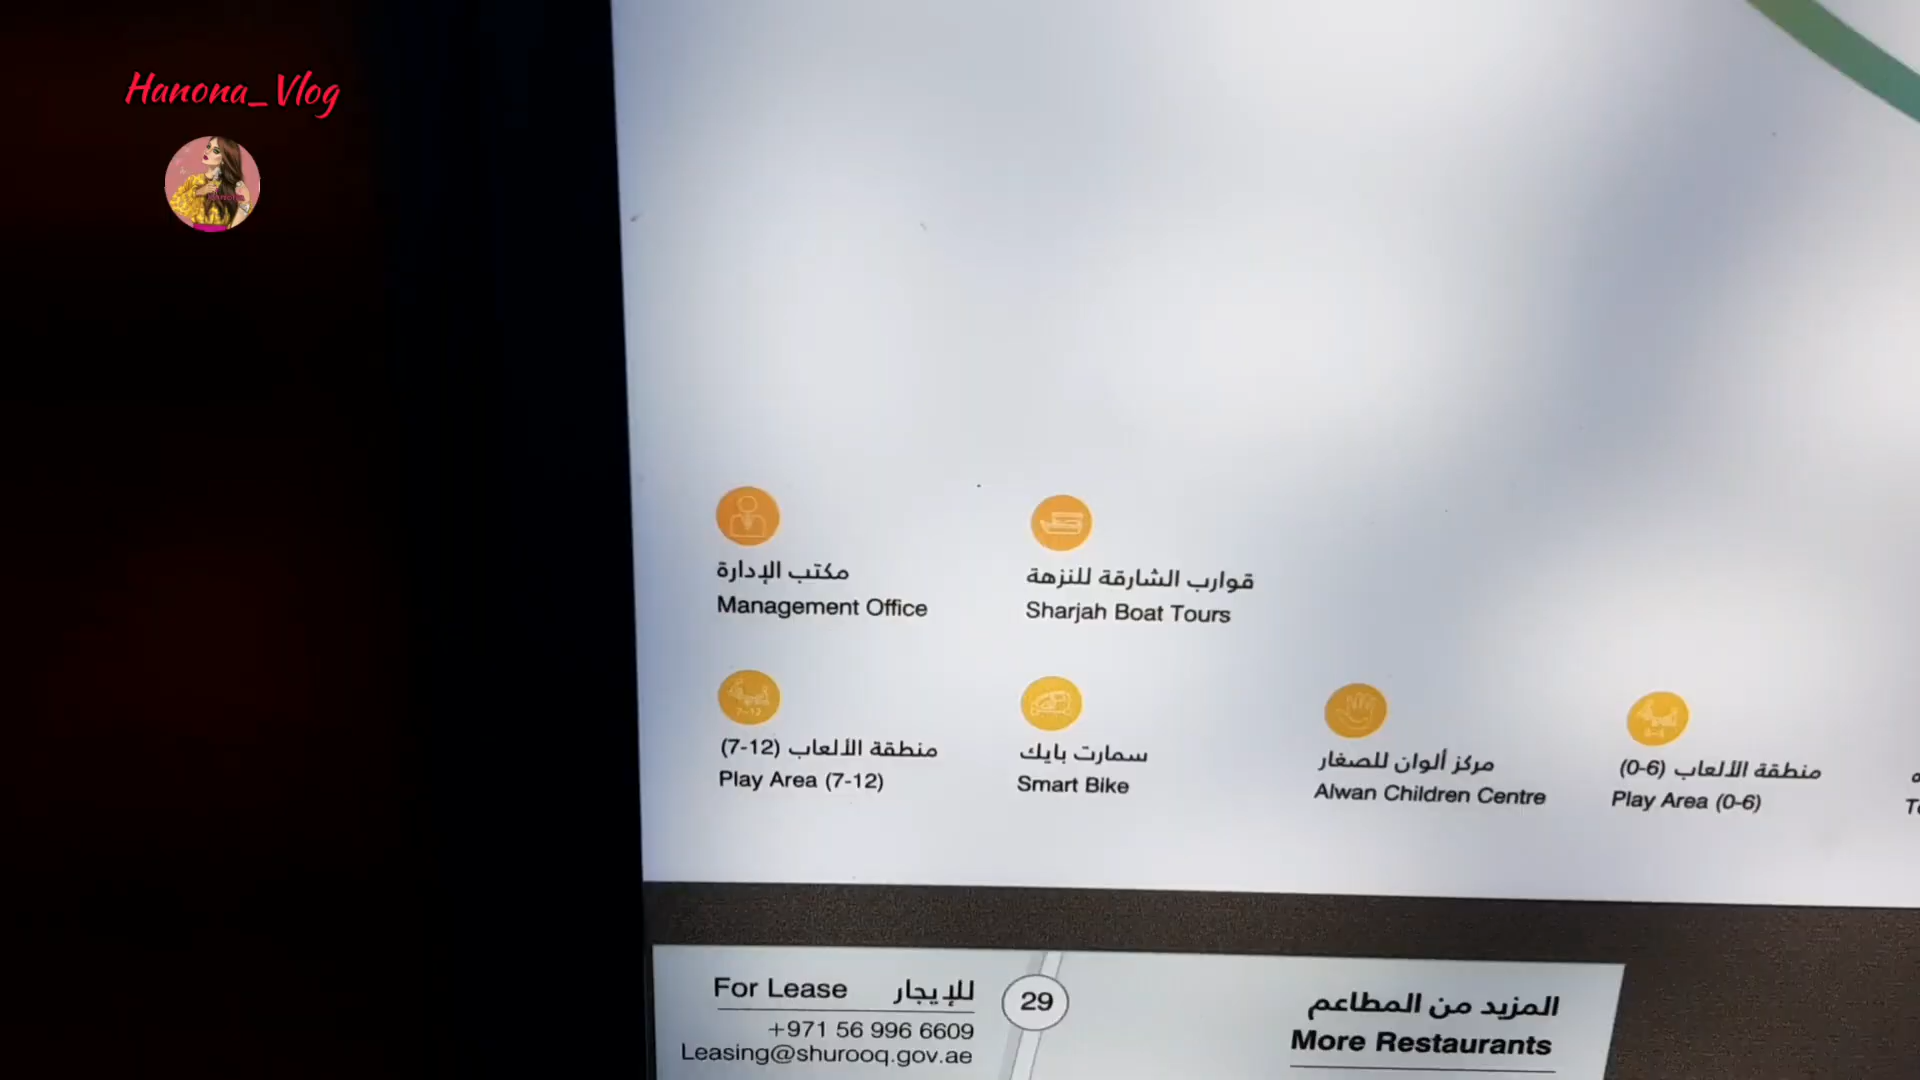 Hanona_Vlog
مكتب الإدارة
Management Office
قوارب الشارقة للنزهة
Sharjah Boat Tours
7-12
منطقة الألعاب (7-12)
Play Area (7-12)
سمارت بايك
Smart Bike
مركز ألوان للصغار
Alwan Children Centre
منطقة الألعاب (0-6)
Play Area (0-6)
For Lease للإيجار
+971 56 996 6609
Leasing@shurooq.gov.ae
29
المزيد من المطاعم
More Restaurants